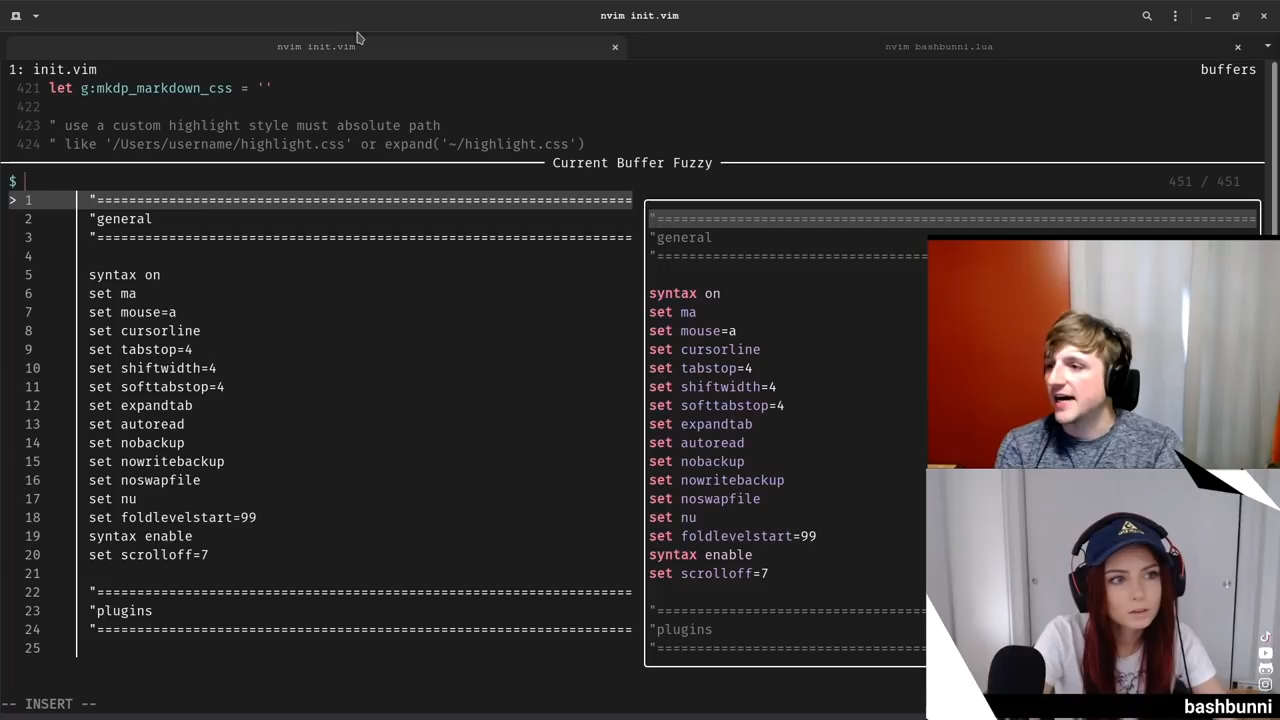 nvim init.vim
nvim init.vim
nvim bashbunni.lua
1: init.vim
buffers
421 let g:mkdp_markdown_css = ''
422
423 " use a custom highlight style must absolute path
424 " like '/Users/username/highlight.css' or expand('~/highlight.css')
Current Buffer Fuzzy
$
451 / 451
> 1 "====================================================================
2 "general
3 "====================================================================
4
5 syntax on
6 set ma
7 set mouse=a
8 set cursorline
9 set tabstop=4
10 set shiftwidth=4
11 set softtabstop=4
12 set expandtab
13 set autoread
14 set nobackup
15 set nowritebackup
16 set noswapfile
17 set nu
18 set foldlevelstart=99
19 syntax enable
20 set scrolloff=7
21
22 "====================================================================
23 "plugins
24 "====================================================================
25
"===========================================================================
"general
"==================================
syntax on
set ma
set mouse=a
set cursorline
set tabstop=4
set shiftwidth=4
set softtabstop=4
set expandtab
set autoread
set nobackup
set nowritebackup
set noswapfile
set nu
set foldlevelstart=99
syntax enable
set scrolloff=7
"==================================
"plugins
"==================================
-- INSERT --
bashbunni